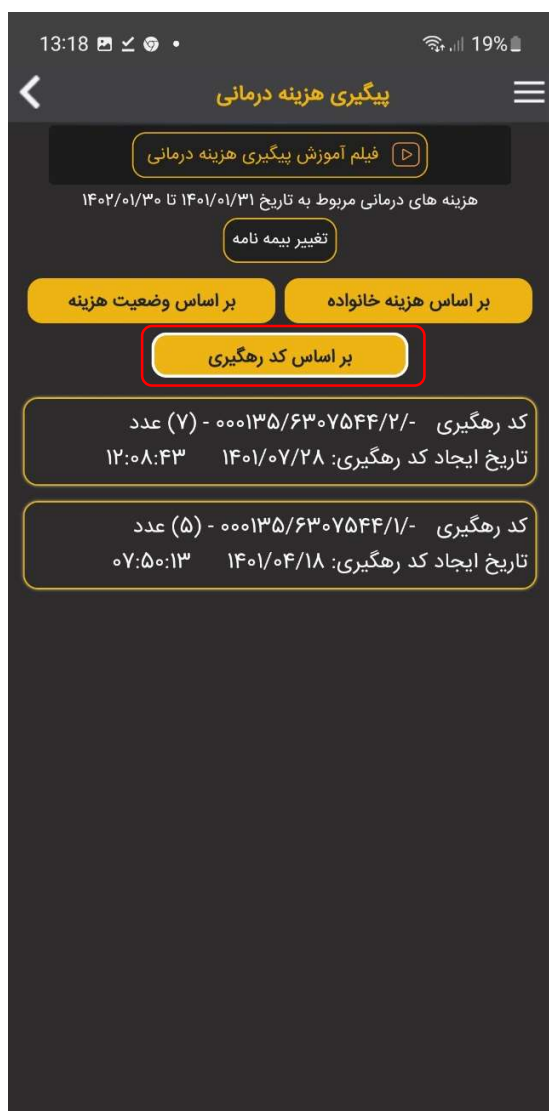 13:18 19%
پیگیری هزینه درمانی
فیلم آموزش پیگیری هزینه درمانی
هزینه های درمانی مربوط به تاریخ ۱۴۰۱/۰۱/۳۱ تا ۱۴۰۲/۰۱/۳۰
تغییر بیمه نامه
بر اساس هزینه خانواده بر اساس وضعیت هزینه
بر اساس کد رهگیری
کد رهگیری -/۰۰۰۱۳۵/۶۳۰۷۵۴۴/۲ - (۷) عدد
تاریخ ایجاد کد رهگیری: ۱۴۰۱/۰۷/۲۸ ۱۲:۰۸:۴۳
کد رهگیری -/۰۰۰۱۳۵/۶۳۰۷۵۴۴/۱ - (۵) عدد
تاریخ ایجاد کد رهگیری: ۱۴۰۱/۰۴/۱۸ ۰۷:۵۰:۱۳